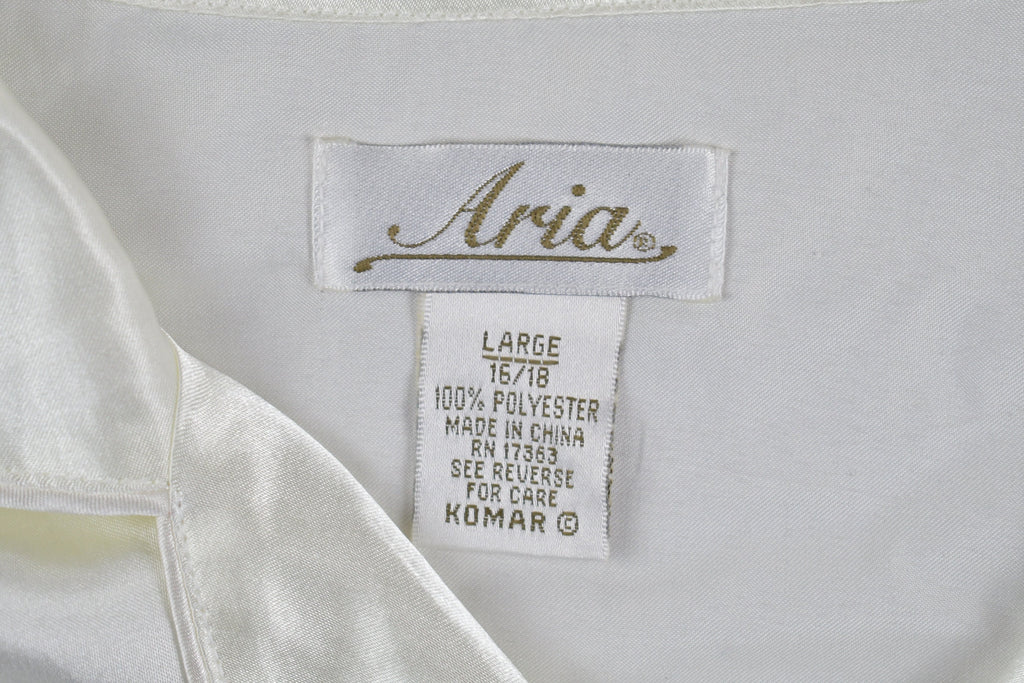 Aria®
LARGE
16/18
100% POLYESTER
MADE IN CHINA
RN 17363
SEE REVERSE
FOR CARE
KOMAR ©